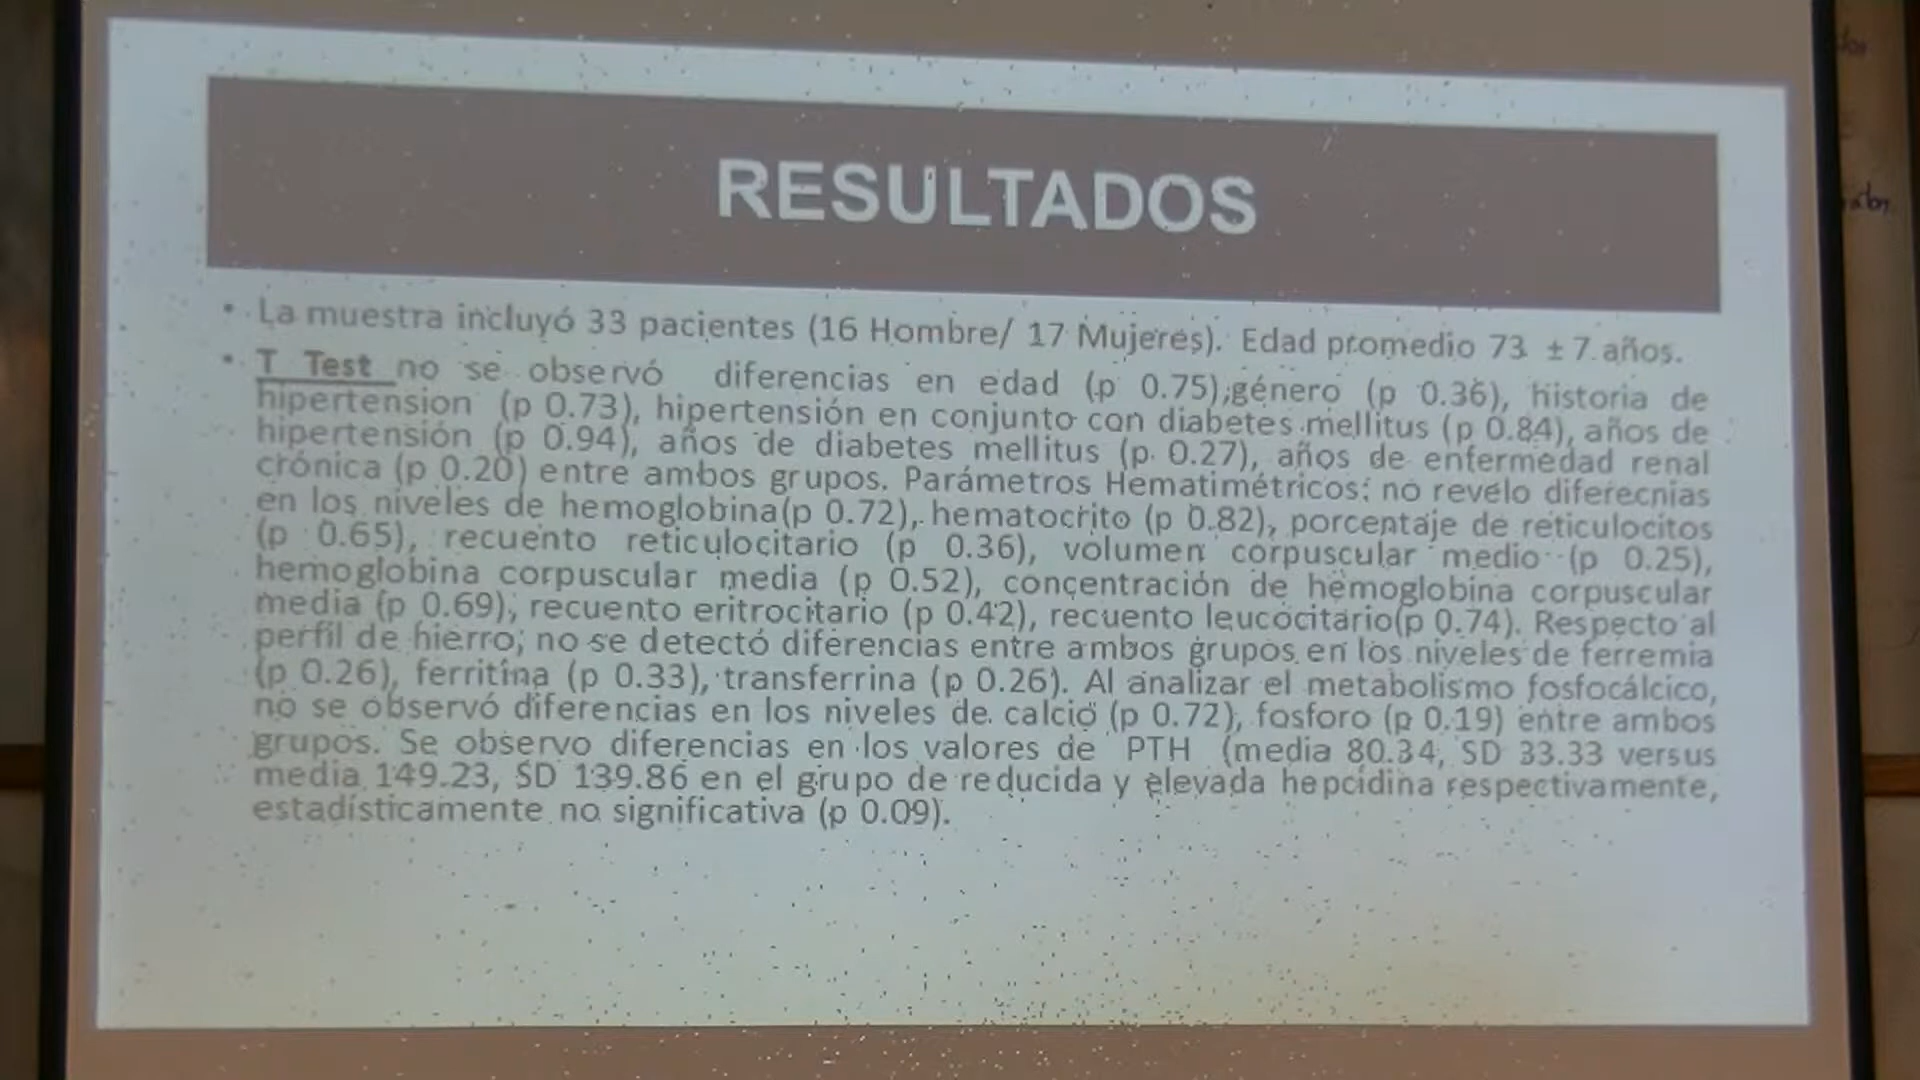 RESULTADOS
• La muestra incluyó 33 pacientes (16 Hombre/ 17 Mujeres). Edad promedio 73 ± 7 años.
• T Test no se observó diferencias en edad (p 0.75),género (p 0.36), historia de
hipertension (p 0.73), hipertensión en conjunto con diabetes mellitus (p 0.84), años de
hipertensión (p 0.94), años de diabetes mellitus (p 0.27), años de enfermedad renal
crónica (p 0.20) entre ambos grupos. Parámetros Hematimétricos: no revelo diferecnias
en los niveles de hemoglobina(p 0.72), hematocrito (p 0.82), porcentaje de reticulocitos
(p 0.65), recuento reticulocitario (p 0.36), volumen corpuscular medio (p 0.25),
hemoglobina corpuscular media (p 0.52), concentración de hemoglobina corpuscular
media (p 0.69), recuento eritrocitario (p 0.42), recuento leucocitario(p 0.74). Respecto al
perfil de hierro; no se detectó diferencias entre ambos grupos en los niveles de ferremia
(p 0.26), ferritina (p 0.33), transferrina (p 0.26). Al analizar el metabolismo fosfocálcico,
no se observó diferencias en los niveles de calcio (p 0.72), fosforo (p 0.19) entre ambos
grupos. Se observo diferencias en los valores de PTH (media 80.34, SD 33.33 versus
media 149.23, SD 139.86 en el grupo de reducida y elevada hepcidina respectivamente,
estadísticamente no significativa (p 0.09).